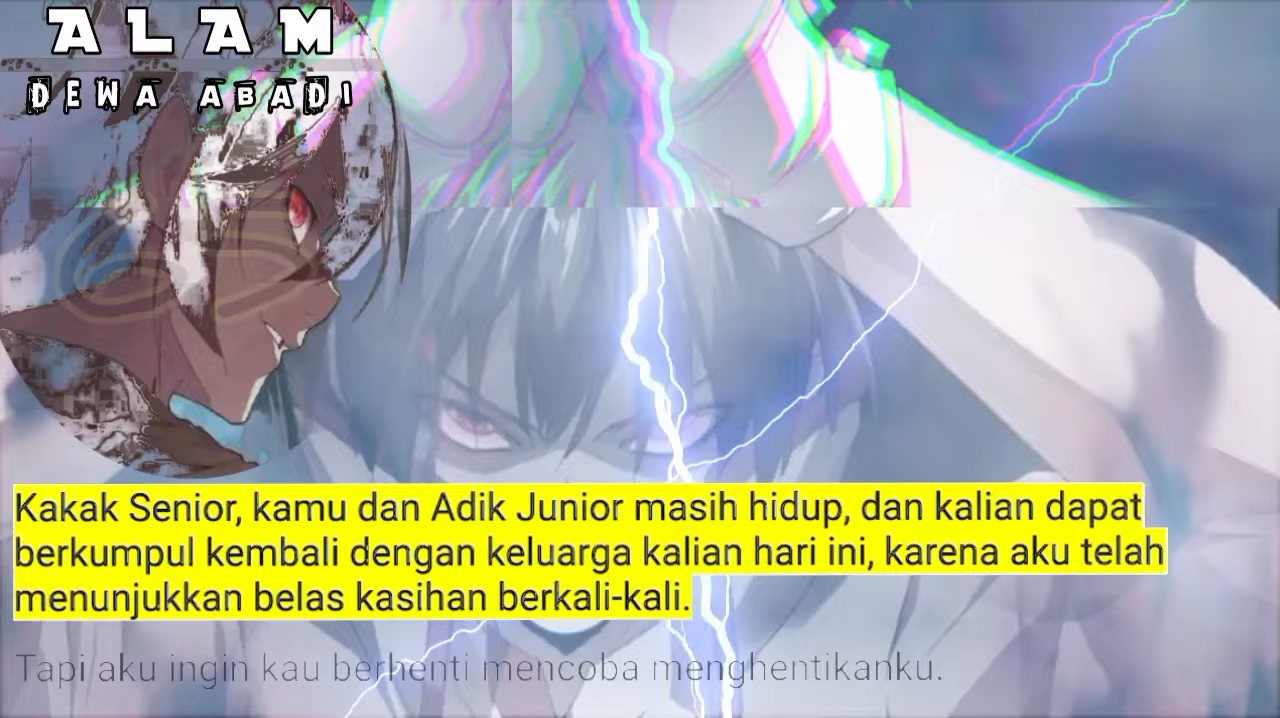 ALAM
DEWA ABADI
Kakak Senior, kamu dan Adik Junior masih hidup, dan kalian dapat
berkumpul kembali dengan keluarga kalian hari ini, karena aku telah
menunjukkan belas kasihan berkali-kali.
Tapi aku ingin kau berhenti mencoba menghentikanku.